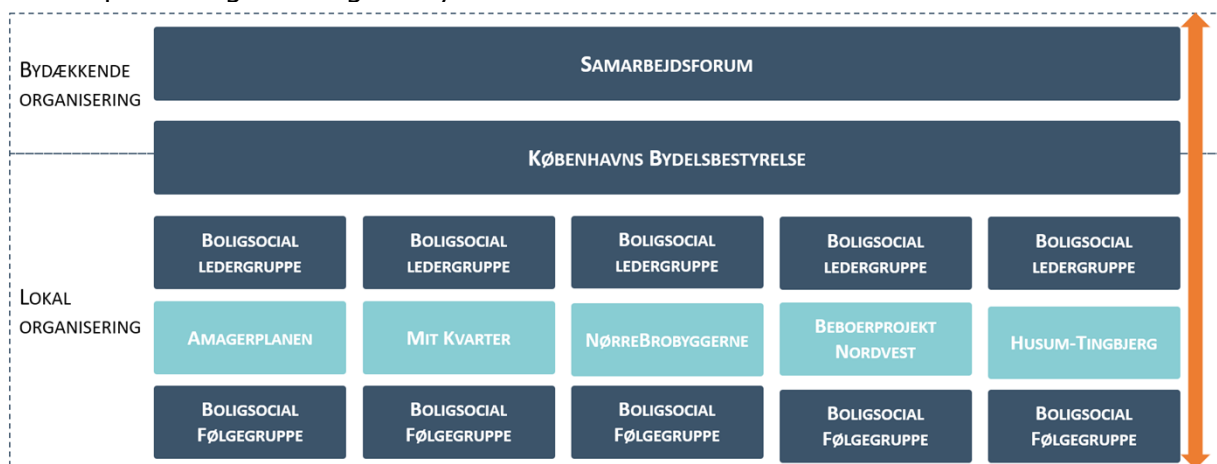 BYDÆKKENDE
ORGANISERING
SAMARBEJDSFORUM
KØBENHAVNS BYDELSBESTYRELSE
LOKAL
ORGANISERING
BOLIGSOCIAL
LEDERGRUPPE
BOLIGSOCIAL
LEDERGRUPPE
BOLIGSOCIAL
LEDERGRUPPE
BOLIGSOCIAL
LEDERGRUPPE
BOLIGSOCIAL
LEDERGRUPPE
AMAGERPLANEN
MIT KVARTER
NØRREBROBYGGERNE
BEBOERPROJEKT
NORDVEST
HUSUM-TINGBJERG
BOLIGSOCIAL
FØLGEGRUPPE
BOLIGSOCIAL
FØLGEGRUPPE
BOLIGSOCIAL
FØLGEGRUPPE
BOLIGSOCIAL
FØLGEGRUPPE
BOLIGSOCIAL
FØLGEGRUPPE